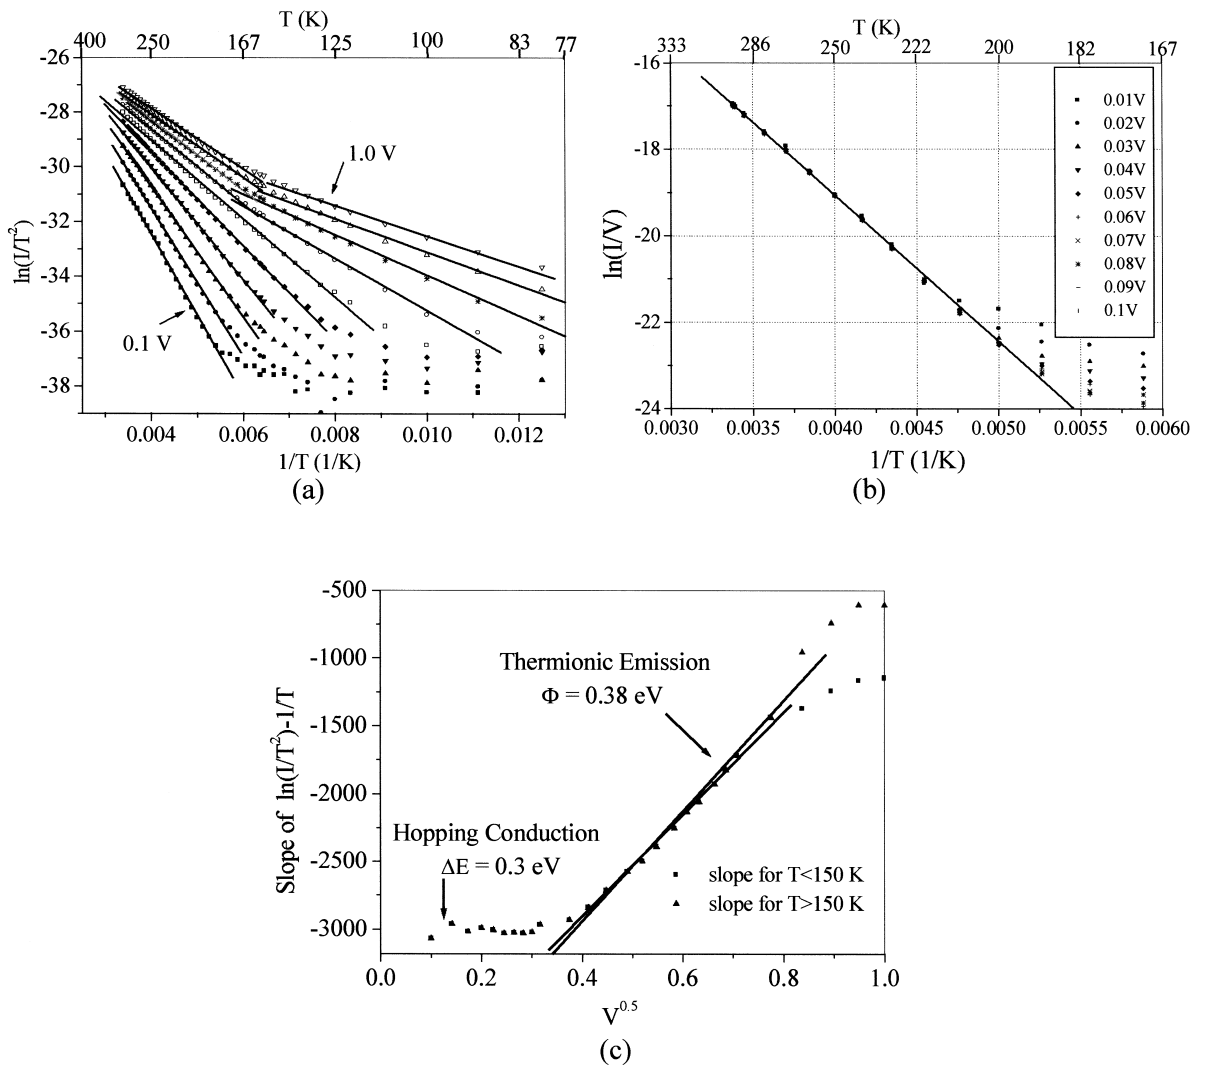 T (K)
400 250 167 125 100 83 77
-26
-28
-30
-32
-34
-36
-38
ln(I/T²)
1.0 V
0.1 V
0.004 0.006 0.008 0.010 0.012
1/T (1/K)
(a)
T (K)
333 286 250 222 200 182 167
-16
-18
-20
-22
-24
ln(I/V)
0.01V
0.02V
0.03V
0.04V
0.05V
0.06V
0.07V
0.08V
0.09V
0.1V
0.0030 0.0035 0.0040 0.0045 0.0050 0.0055 0.0060
1/T (1/K)
(b)
-500
-1000
-1500
-2000
-2500
-3000
Slope of ln(I/T²)-1/T
Thermionic Emission
Φ = 0.38 eV
Hopping Conduction
ΔE = 0.3 eV
slope for T<150 K
slope for T>150 K
0.0 0.2 0.4 0.6 0.8 1.0
V⁰·⁵
(c)